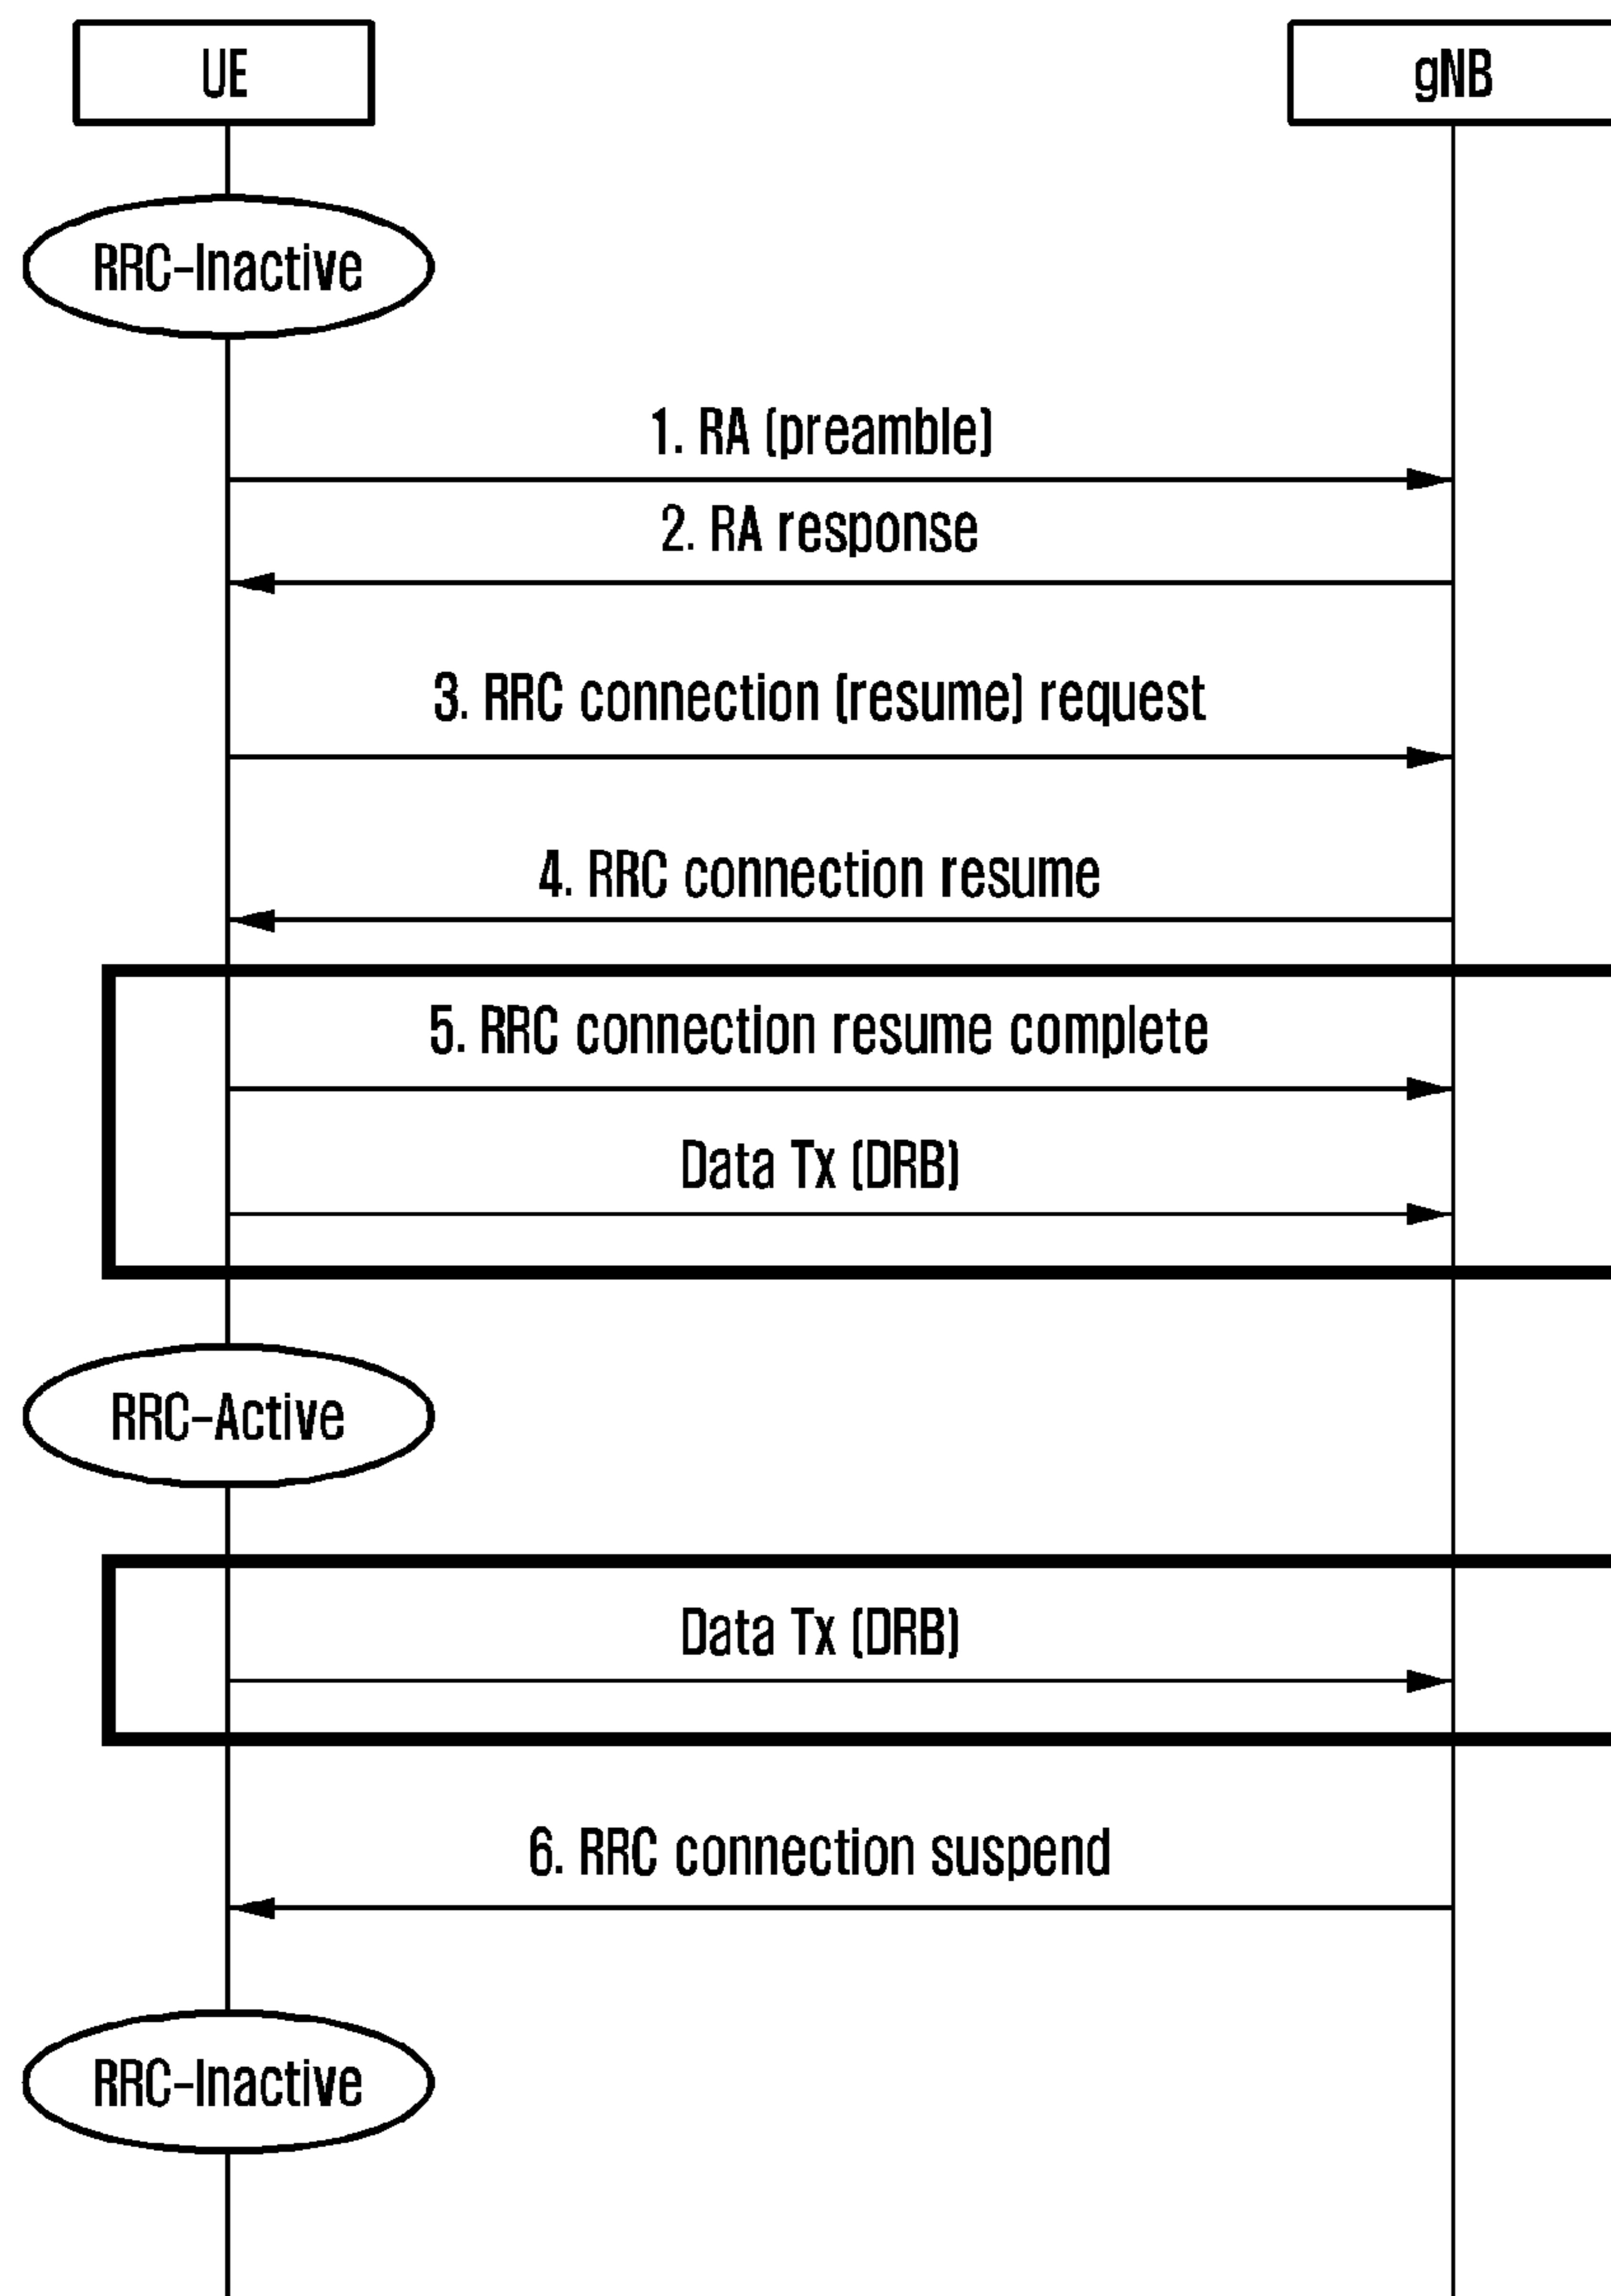 UE
gNB
RRC-Inactive
1. RA (preamble)
2. RA response
3. RRC connection (resume) request
4. RRC connection resume
5. RRC connection resume complete
Data Tx (DRB)
RRC-Active
Data Tx (DRB)
6. RRC connection suspend
RRC-Inactive